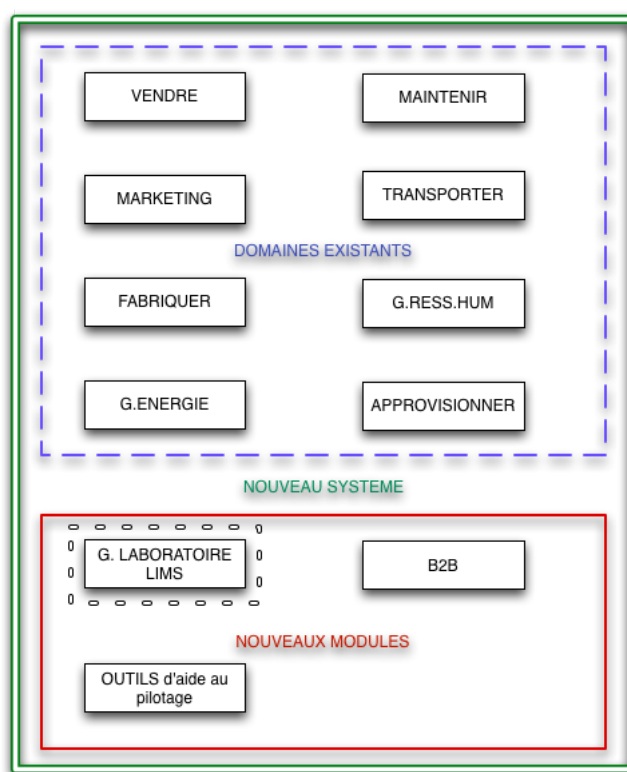 VENDRE
MAINTENIR
MARKETING
TRANSPORTER
DOMAINES EXISTANTS
FABRIQUER
G.RESS.HUM
G.ENERGIE
APPROVISIONNER
NOUVEAU SYSTEME
G. LABORATOIRE
LIMS
B2B
NOUVEAUX MODULES
OUTILS d'aide au
pilotage